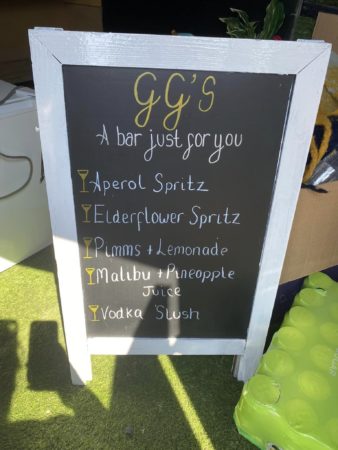 GG'S
A bar just for you
Aperol Spritz
Elderflower Spritz
Pimms + Lemonade
Malibu + Pineapple
Juice
Vodka Slush